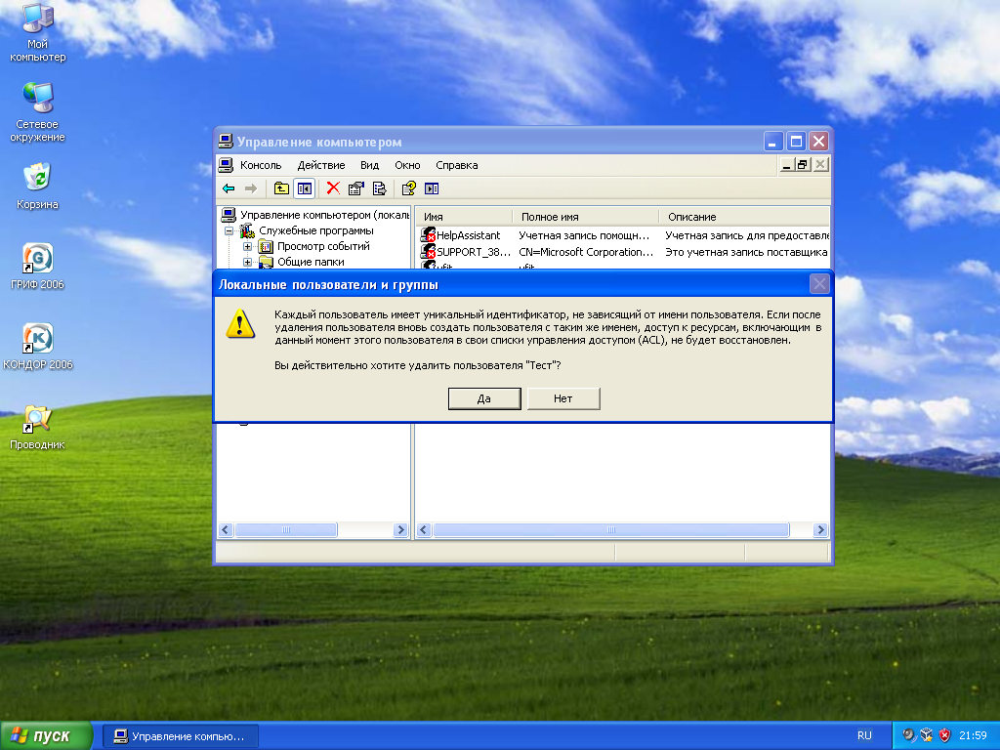 Мой
компьютер
Сетевое
окружение
Корзина
ГРИФ 2006
КОНДОР 2006
Проводник
Управление компьютером
Консоль Действие Вид Окно Справка
Управление компьютером (локаль
Служебные программы
Просмотр событий
Общие папки
Имя Полное имя Описание
HelpAssistant Учетная запись помощн... Учетная запись для предоставле
SUPPORT_38... CN=Microsoft Corporation... Это учетная запись поставщика
Локальные пользователи и группы
Каждый пользователь имеет уникальный идентификатор, не зависящий от имени пользователя. Если после
удаления пользователя вновь создать пользователя с таким же именем, доступ к ресурсам, включающим в
данный момент этого пользователя в свои списки управления доступом (ACL), не будет восстановлен.
Вы действительно хотите удалить пользователя "Тест"?
Да Нет
пуск
Управление компью...
RU
21:59